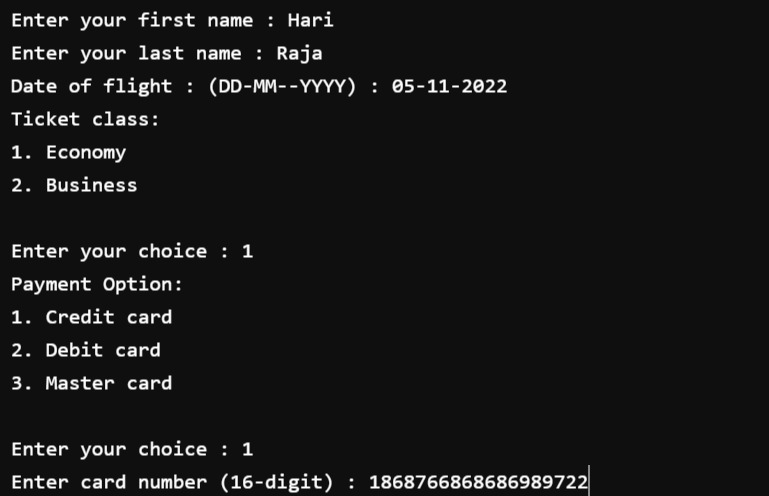 Enter your first name : Hari
Enter your last name : Raja
Date of flight : (DD-MM--YYYY) : 05-11-2022
Ticket class:
1. Economy
2. Business
Enter your choice : 1
Payment Option:
1. Credit card
2. Debit card
3. Master card
Enter your choice : 1
Enter card number (16-digit) : 1868766868686989722